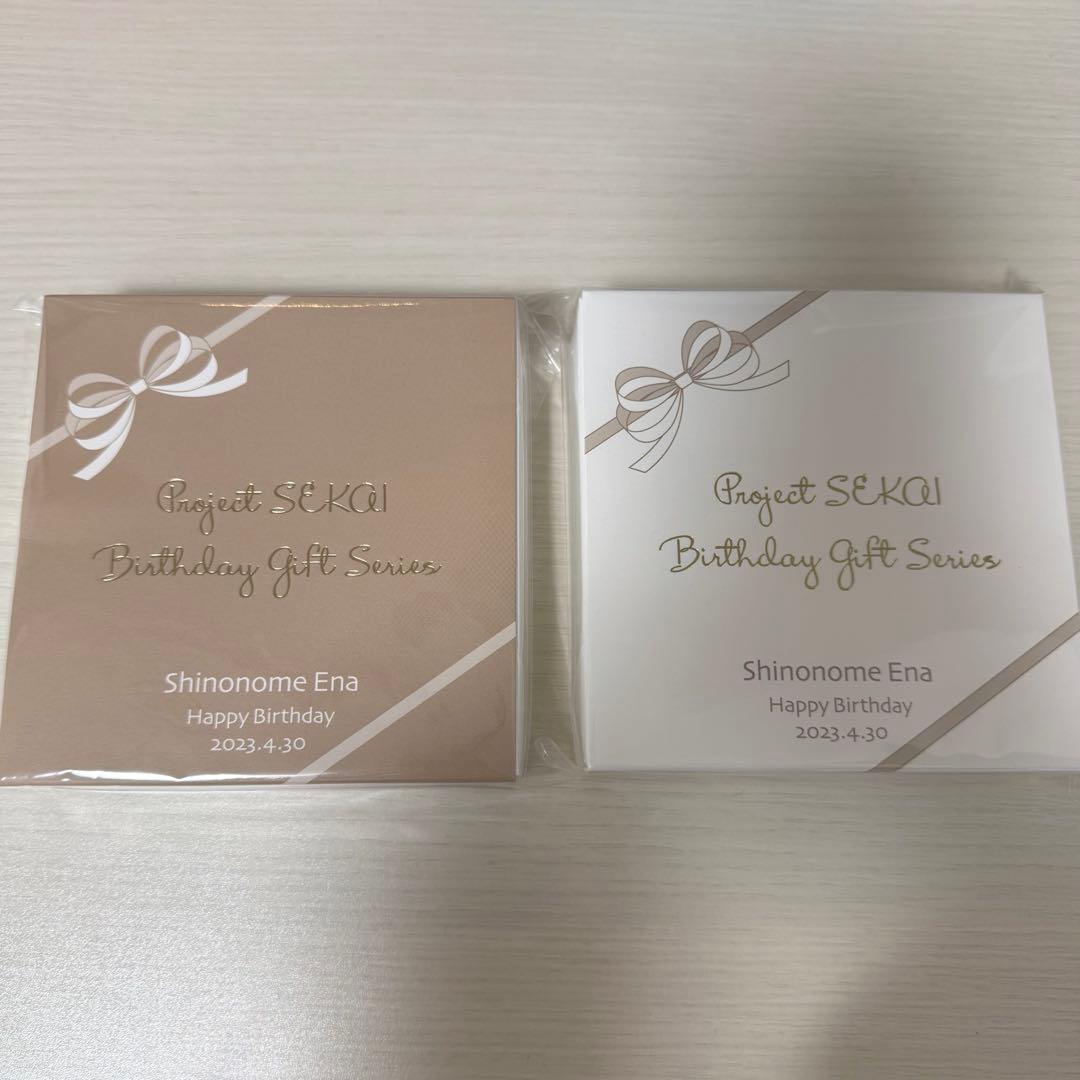 Project SEKAI
Birthday Gift Series
Shinonome Ena
Happy Birthday
2023.4.30
Project SEKAI
Birthday Gift Series
Shinonome Ena
Happy Birthday
2023.4.30